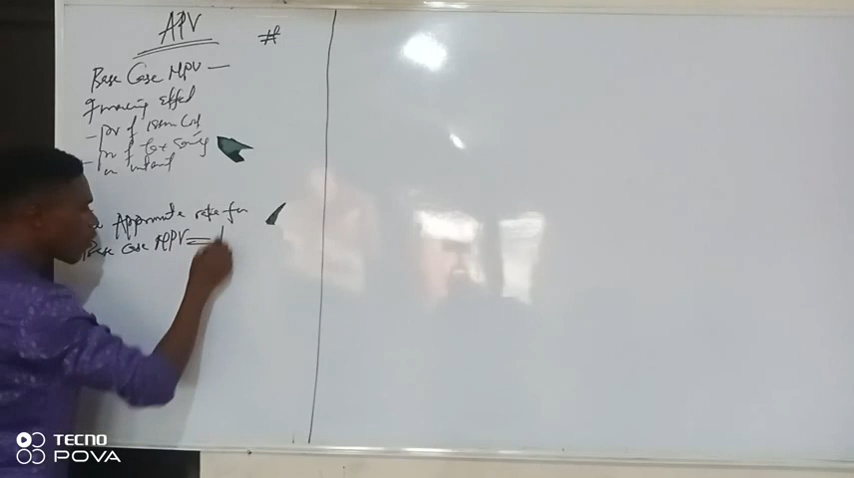 APV
#
Base Case NPV —
Financing effect
- PV of issue Cost
- PV of tax saving
on interest
Appropriate rate for
Base Case NPV =
TECNO
POVA